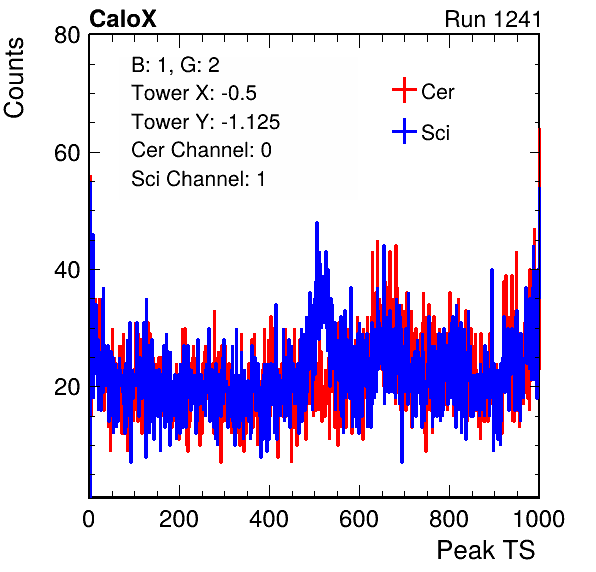 CaloX Run 1241
Counts
80
60
40
20
B: 1, G: 2
Tower X: -0.5
Tower Y: -1.125
Cer Channel: 0
Sci Channel: 1
Cer
Sci
0 200 400 600 800 1000
Peak TS